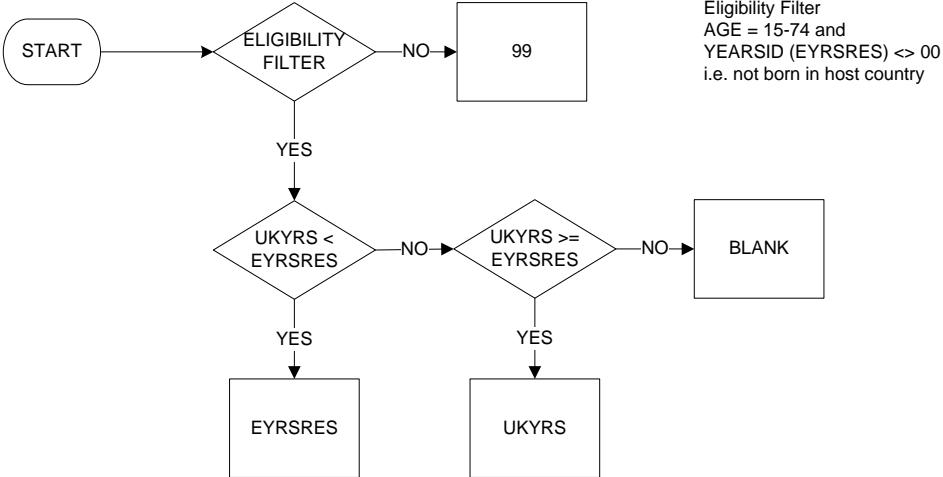 START
ELIGIBILITY
FILTER
NO
99
Eligibility Filter
AGE = 15-74 and
YEARSID (EYRSRES) <> 00
i.e. not born in host country
YES
UKYRS <
EYRSRES
NO
UKYRS >=
EYRSRES
NO
BLANK
YES
YES
EYRSRES
UKYRS